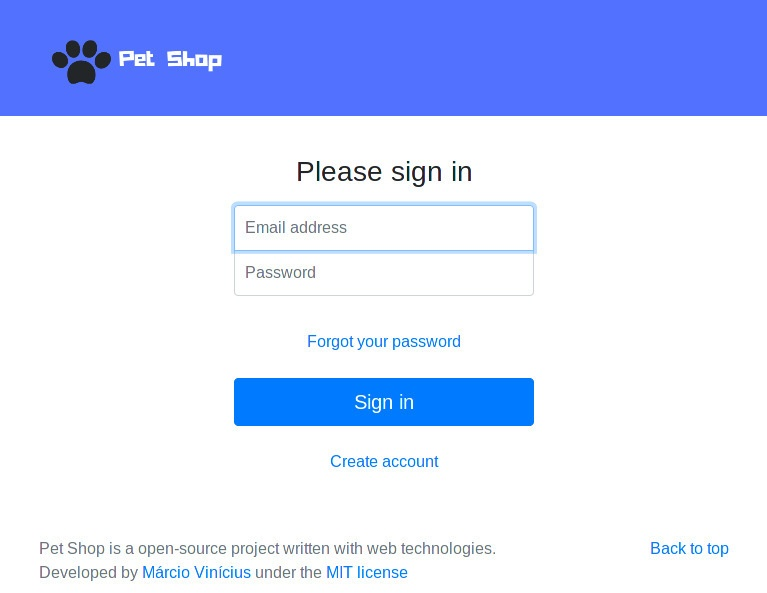 Pet Shop
Please sign in
Email address
Password
Forgot your password
Sign in
Create account
Pet Shop is a open-source project written with web technologies.
Back to top
Developed by Márcio Vinícius under the MIT license